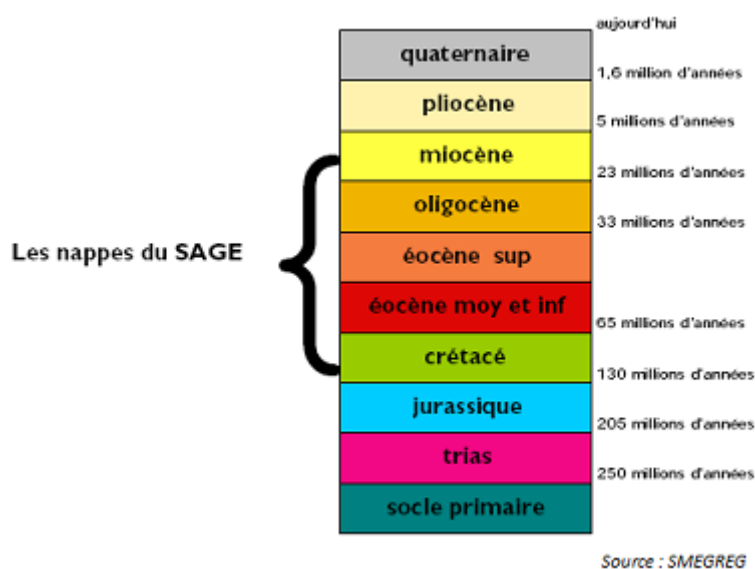 aujourd'hui
quaternaire
1,6 million d'années
pliocène
5 millions d'années
miocène
23 millions d'années
oligocène
33 millions d'années
Les nappes du SAGE
éocène sup
éocène moy et inf
65 millions d'années
crétacé
130 millions d'années
jurassique
205 millions d'années
trias
250 millions d'années
socle primaire
Source : SMEGREG